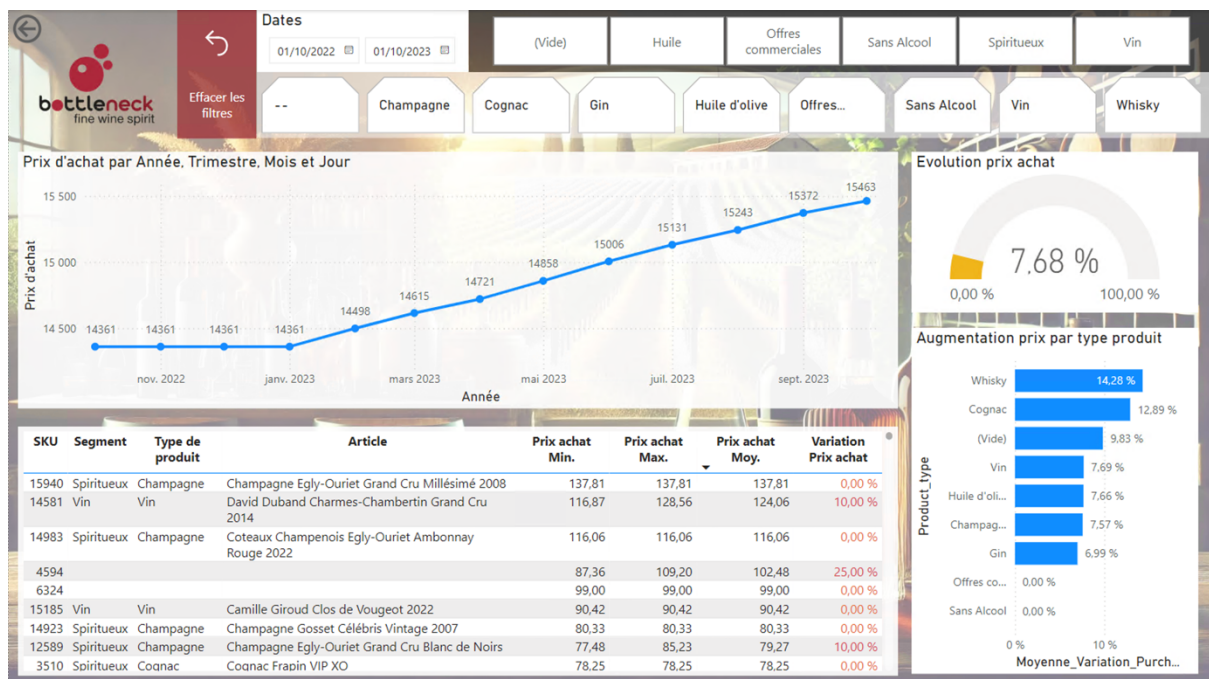 Dates
01/10/2022 01/10/2023
(Vide) Huile Offres commerciales Sans Alcool Spiritueux Vin
bottleneck
fine wine spirit
Effacer les
filtres
-- Champagne Cognac Gin Huile d'olive Offres... Sans Alcool Vin Whisky
Prix d'achat par Année, Trimestre, Mois et Jour
Prix d'achat
15 500
15 000
14 500
14361 14361 14361 14361 14498 14615 14721 14858 15006 15131 15243 15372 15463
nov. 2022 janv. 2023 mars 2023 mai 2023 juil. 2023 sept. 2023
Année
Evolution prix achat
7,68 %
0,00 % 100,00 %
Augmentation prix par type produit
Product_type
Whisky 14,28 %
Cognac 12,89 %
(Vide) 9,83 %
Vin 7,69 %
Huile d'oli... 7,66 %
Champag... 7,57 %
Gin 6,99 %
Offres co... 0,00 %
Sans Alcool 0,00 %
0 % 10 %
Moyenne_Variation_Purch...
SKU Segment Type de produit Article Prix achat Min. Prix achat Max. Prix achat Moy. Variation Prix achat
15940 Spiritueux Champagne Champagne Egly-Ouriet Grand Cru Millésimé 2008 137,81 137,81 137,81 0,00 %
14581 Vin Vin David Duband Charmes-Chambertin Grand Cru 2014 116,87 128,56 124,06 10,00 %
14983 Spiritueux Champagne Coteaux Champenois Egly-Ouriet Ambonnay Rouge 2022 116,06 116,06 116,06 0,00 %
4594 87,36 109,20 102,48 25,00 %
6324 99,00 99,00 99,00 0,00 %
15185 Vin Vin Camille Giroud Clos de Vougeot 2022 90,42 90,42 90,42 0,00 %
14923 Spiritueux Champagne Champagne Gosset Célébris Vintage 2007 80,33 80,33 80,33 0,00 %
12589 Spiritueux Champagne Champagne Egly-Ouriet Grand Cru Blanc de Noirs 77,48 85,23 79,27 10,00 %
3510 Spiritueux Cognac Cognac Frapin VIP XO 78,25 78,25 78,25 0,00 %